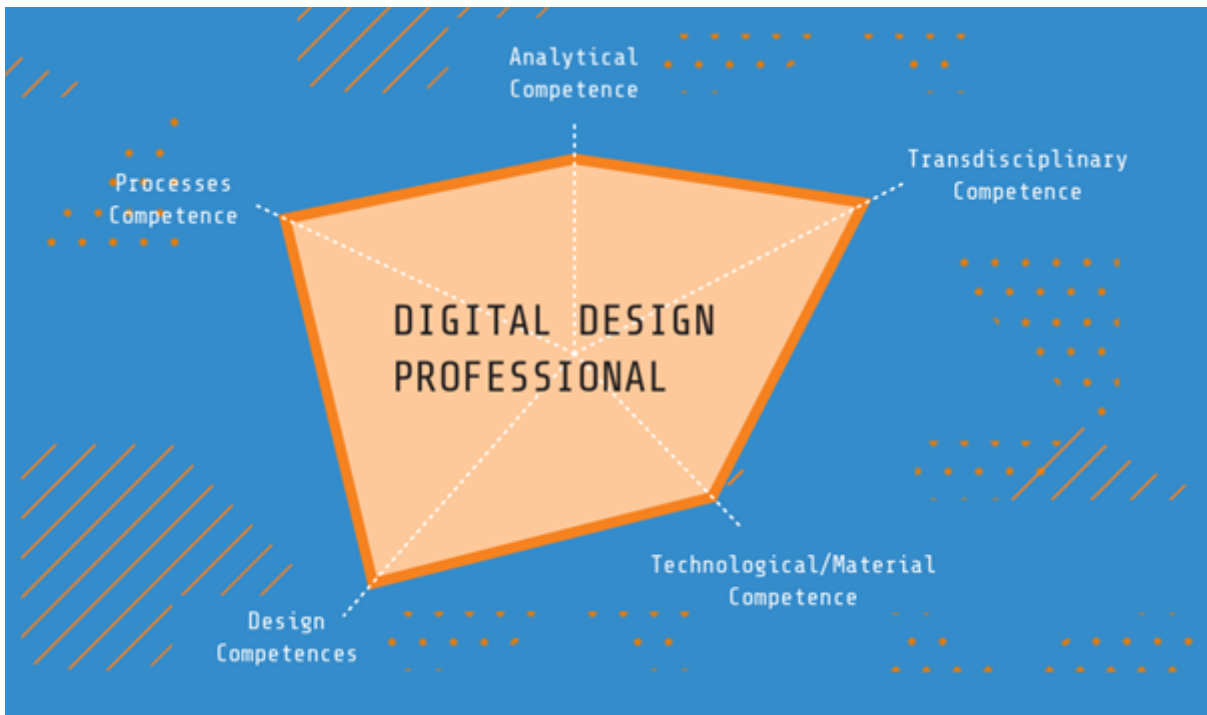 Analytical
Competence
Transdisciplinary
Competence
Processes
Competence
DIGITAL DESIGN
PROFESSIONAL
Technological/Material
Competence
Design
Competences